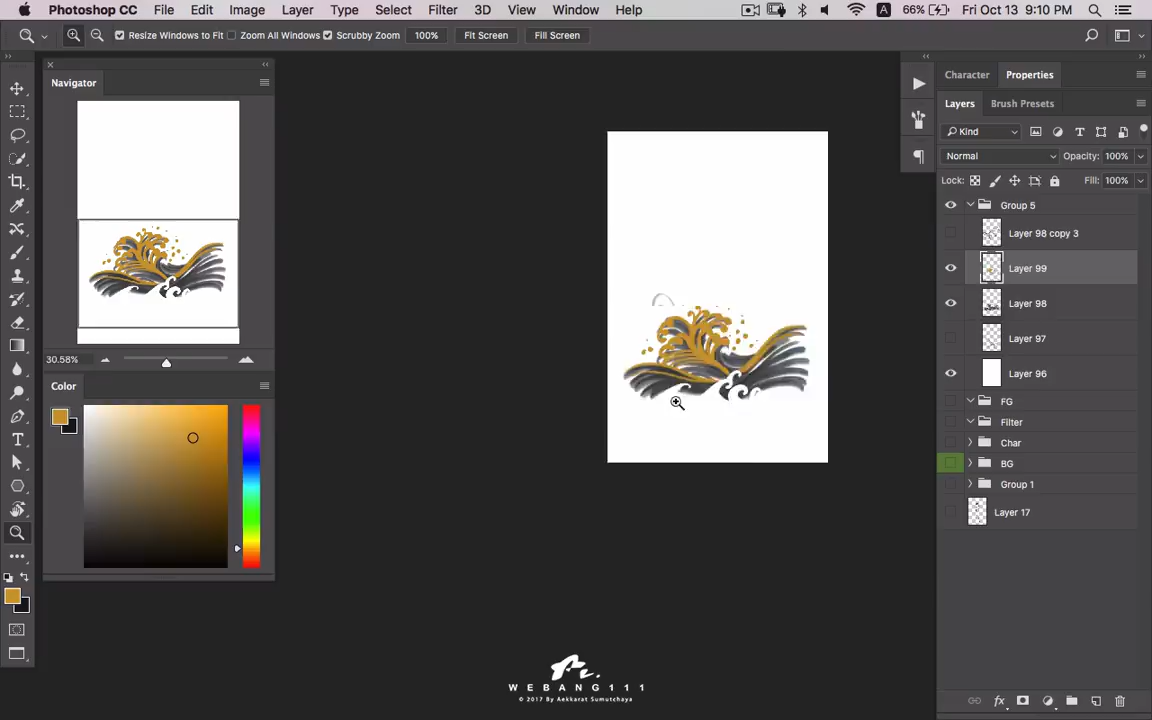 Photoshop CC File Edit Image Layer Type Select Filter 3D View Window Help A 66% Fri Oct 13 9:10 PM
Resize Windows to Fit Zoom All Windows Scrubby Zoom 100% Fit Screen Fill Screen
Navigator
30.58%
Color
Character Properties
Layers Brush Presets
Kind
Normal Opacity: 100%
Lock: Fill: 100%
Group 5
Layer 98 copy 3
Layer 99
Layer 98
Layer 97
Layer 96
FG
Filter
Char
BG
Group 1
Layer 17
WEBANG111
© 2017 By Aekkarat Sumutchaya